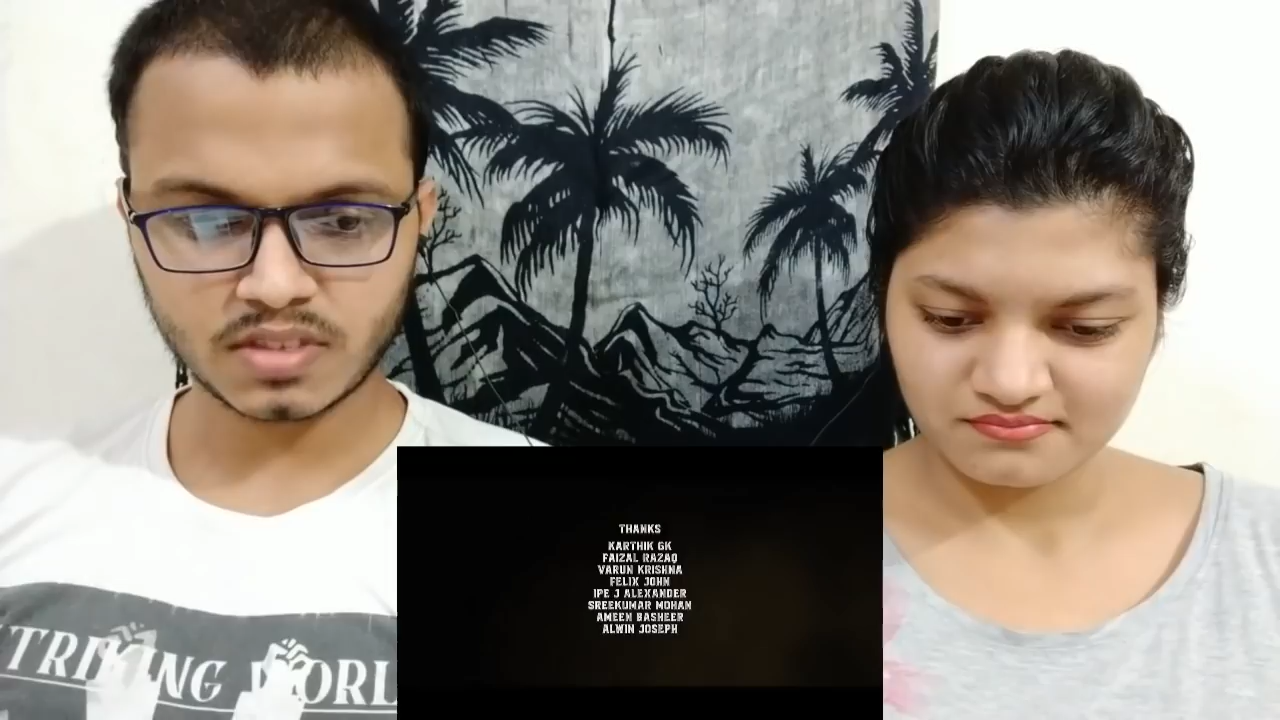 THANKS
KARTHIK GK
FAIZAL RAZAQ
VARUN KRISHNA
FELIX JOHN
IPE J ALEXANDER
SREEKUMAR MOHAN
AMEEN BASHEER
ALWIN JOSEPH